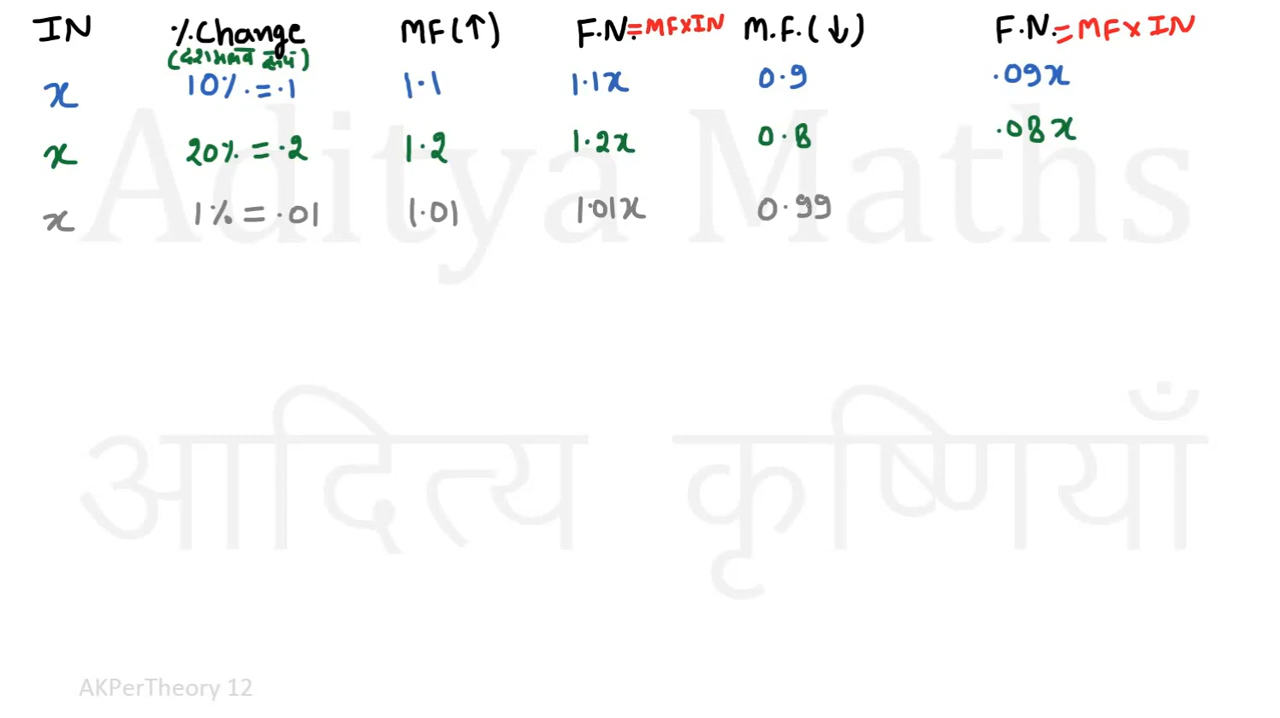 IN %Change MF(↑) F.N.=MF×IN M.F.(↓) F.N.=MF×IN
(दशमलव रूप)
x 10%.=.1 1.1 1.1x 0.9 .09x
x 20%.=.2 1.2 1.2x 0.8 .08x
x 1%=.01 1.01 1.01x 0.99
Aditya Maths
आदित्य कृष्णियाँ
AKPerTheory 12